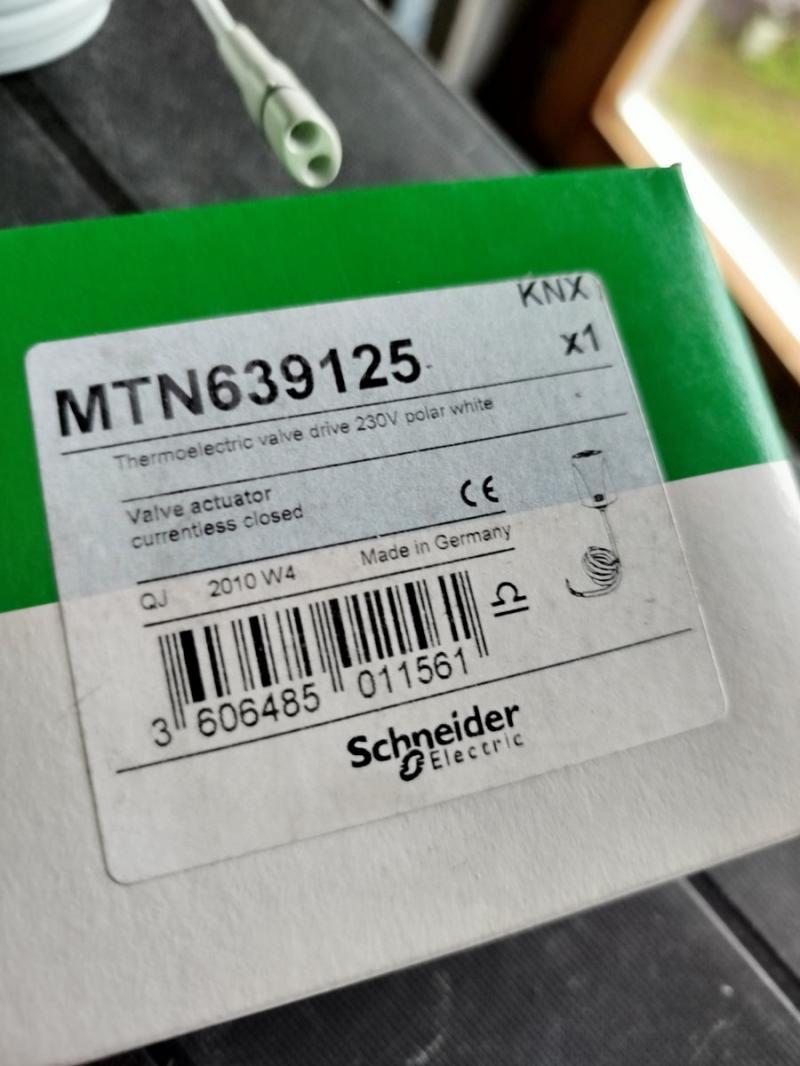 KNX
MTN639125
x1
Thermoelectric valve drive 230V polar white
Valve actuator
currentless closed
CE
QJ 2010 W4 Made in Germany
3 606485 011561
Schneider
Electric